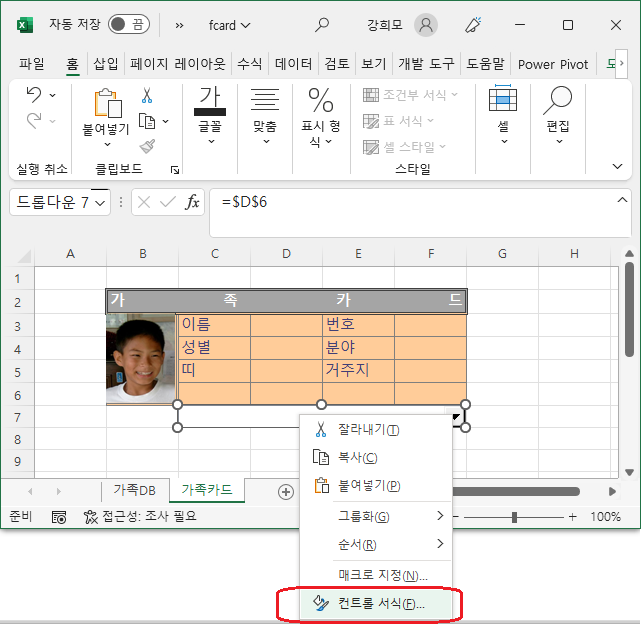 자동 저장 끔 » fcard 강희모
파일 홈 삽입 페이지 레이아웃 수식 데이터 검토 보기 개발 도구 도움말 Power Pivot
붙여넣기 글꼴 맞춤 표시 형식 조건부 서식 표 서식 셀 스타일 셀 편집
실행 취소 클립보드 스타일
드롭다운 7 fx =$D$6
A B C D E F G H
1
2 가 족 카 드
3 이름 번호
4 성별 분야
5 띠 거주지
6
7
8
9
잘라내기(T)
복사(C)
붙여넣기(P)
그룹화(G)
순서(R)
매크로 지정(N)...
컨트롤 서식(F)...
가족DB 가족카드
준비 접근성: 조사 필요 100%